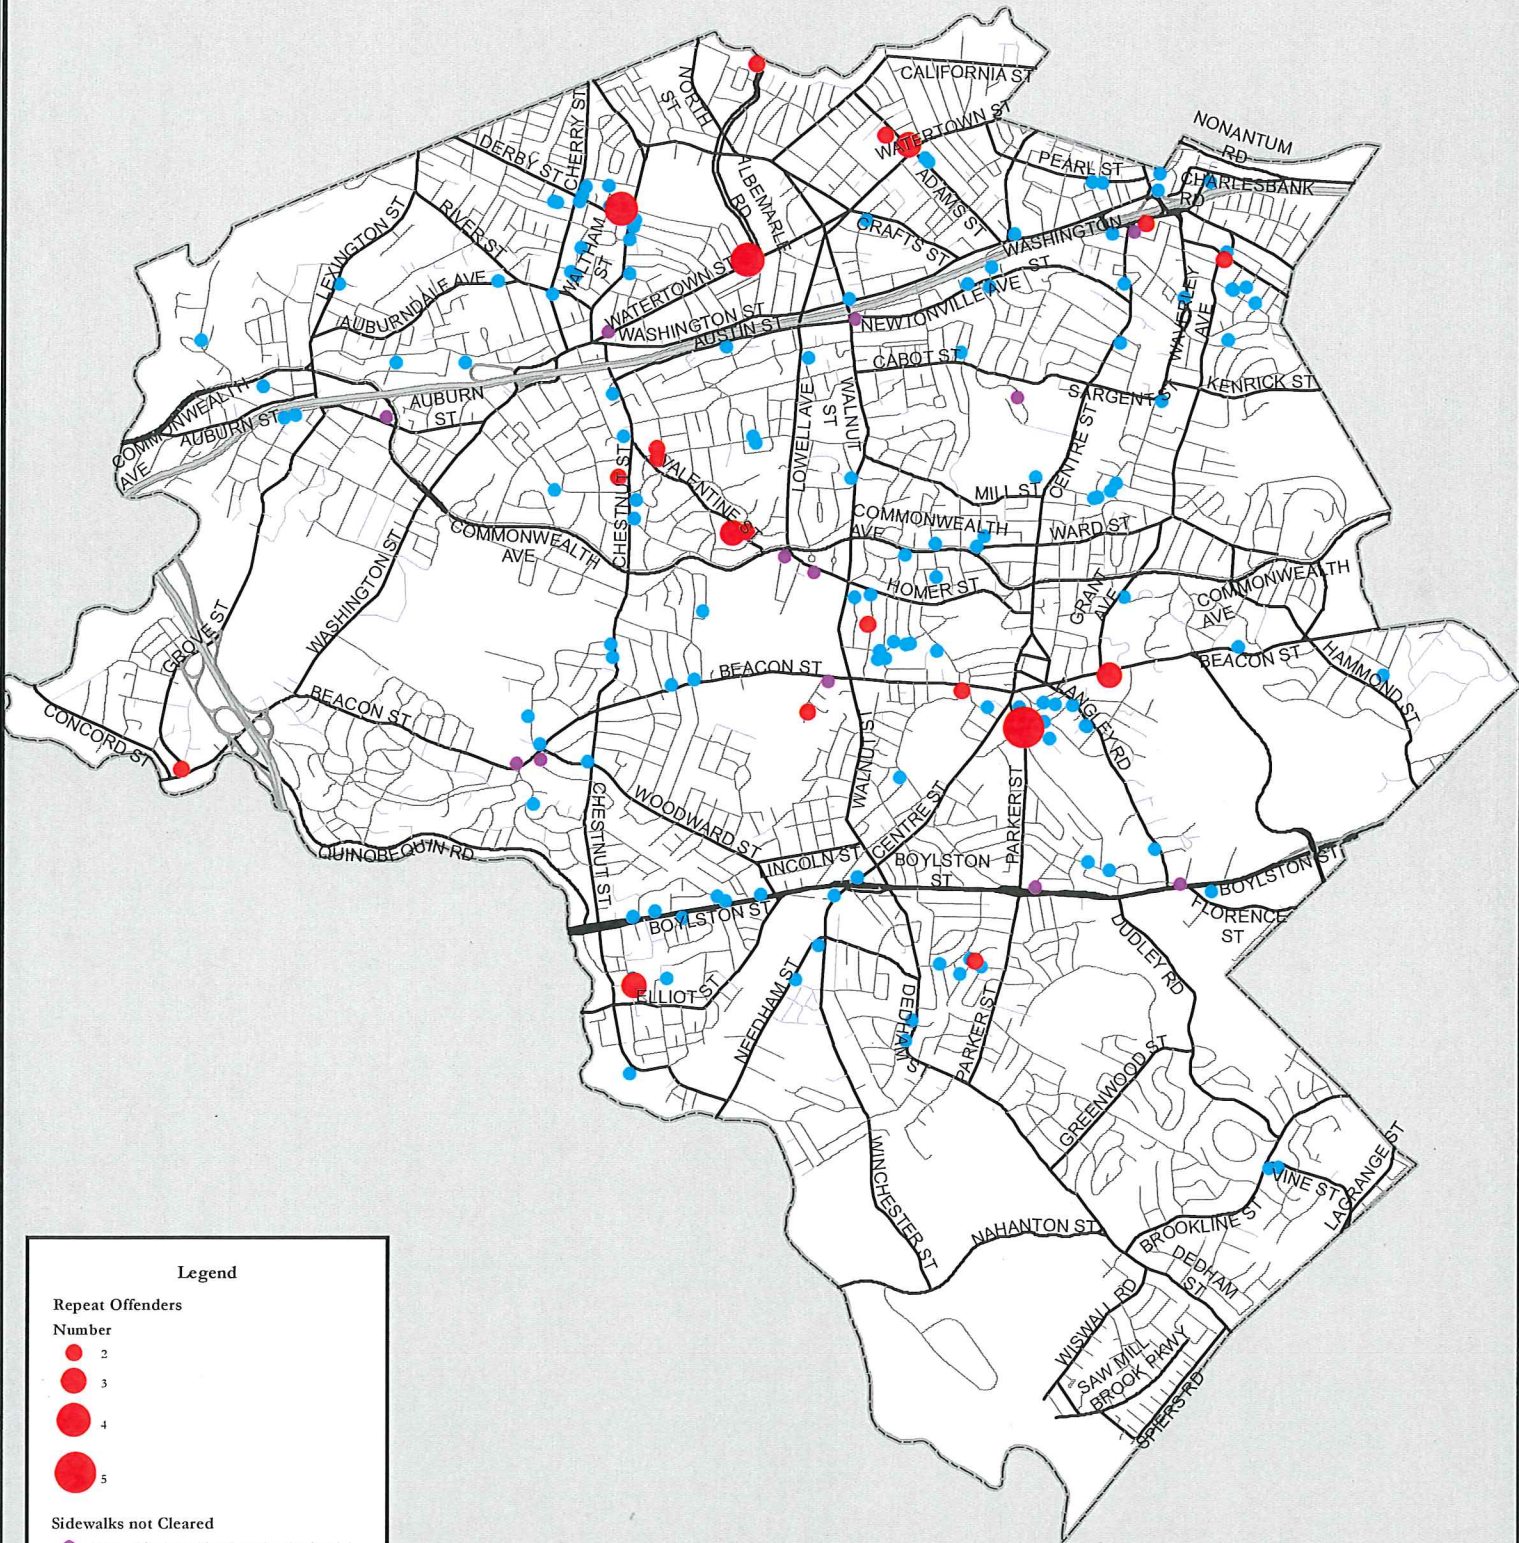 CALIFORNIA ST
NORTH
ST
WATERTOWN ST
NONANTUM
RD
CHERRY ST
DERBY ST
PEARL ST
CHARLESBANK
RD
ALBEMARLE
RD
ADAMS ST
LEXINGTON ST
RIVER ST
WALTHAM
ST
CRAFTS ST
WASHINGTON
ST
WATERTOWN ST
AUBURNDALE AVE
WASHINGTON ST
AUSTIN ST
NEWTONVILLE AVE
WAVERLEY
AVE
CABOT ST
SARGENT ST
KENRICK ST
COMMONWEALTH
AVE
AUBURN ST
AUBURN
ST
LOWELL AVE
WALNUT
ST
CENTRE ST
CHESTNUT ST
VALENTINE ST
MILL ST
COMMONWEALTH
AVE
COMMONWEALTH
AVE
WARD ST
WASHINGTON ST
HOMER ST
GRANT
AVE
COMMONWEALTH
AVE
GROVE ST
BEACON ST
BEACON ST
HAMMOND ST
BEACON ST
CONCORD ST
LANGLEY RD
WALNUT ST
CHESTNUT ST
WOODWARD ST
CENTRE ST
PARKER ST
QUINOBEQUIN RD
LINCOLN ST
BOYLSTON
ST
BOYLSTON ST
BOYLSTON ST
FLORENCE
ST
DUDLEY RD
ELLIOT ST
NEEDHAM ST
DEDHAM ST
PARKER ST
GREENWOOD ST
WINCHESTER ST
VINE ST
LAGRANGE ST
NAHANTON ST
BROOKLINE ST
DEDHAM
ST
WISWALL RD
SAW MILL
BROOK PKWY
SPIERS RD
Legend
Repeat Offenders
Number
2
3
4
5
Sidewalks not Cleared